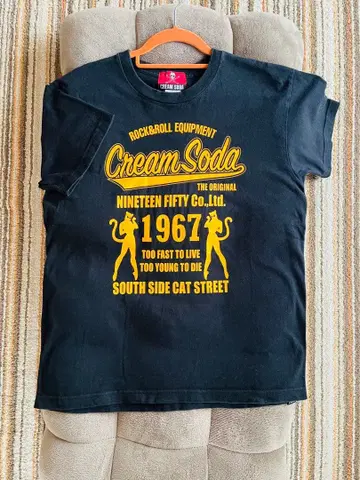 CREAM SODA
ROCK&ROLL EQUIPMENT
Cream Soda
THE ORIGINAL
NINETEEN FIFTY Co.,Ltd.
1967
TOO FAST TO LIVE
TOO YOUNG TO DIE
SOUTH SIDE CAT STREET